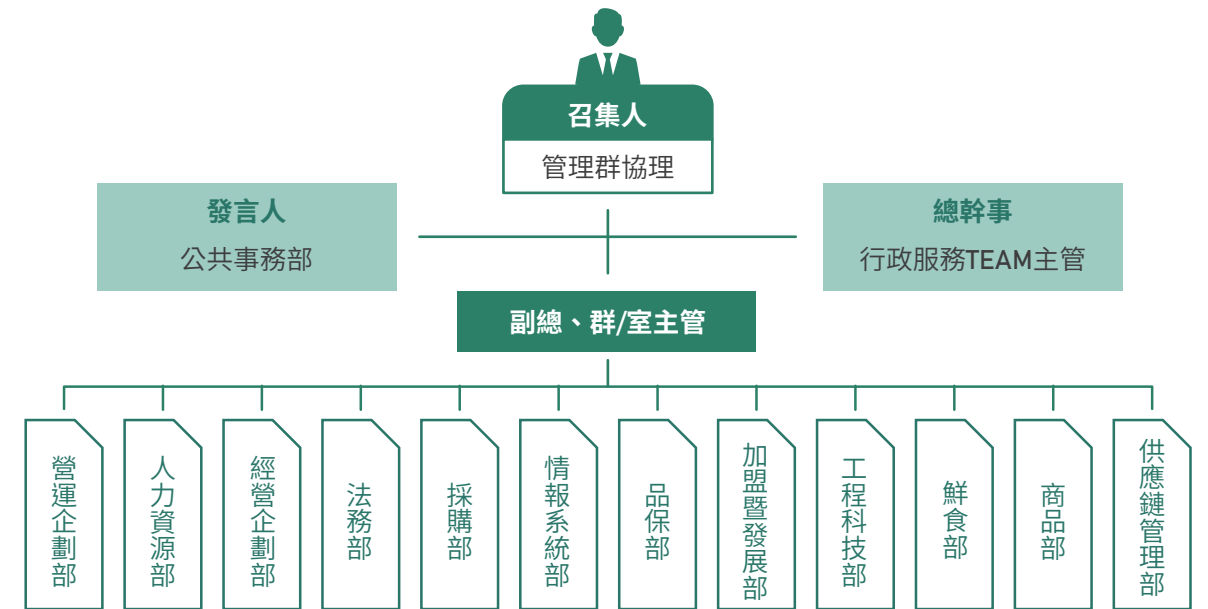 召集人
管理群協理
發言人
公共事務部
總幹事
行政服務TEAM主管
副總、群/室主管
營運企劃部
人力資源部
經營企劃部
法務部
採購部
情報系統部
品保部
加盟暨發展部
工程科技部
鮮食部
商品部
供應鏈管理部